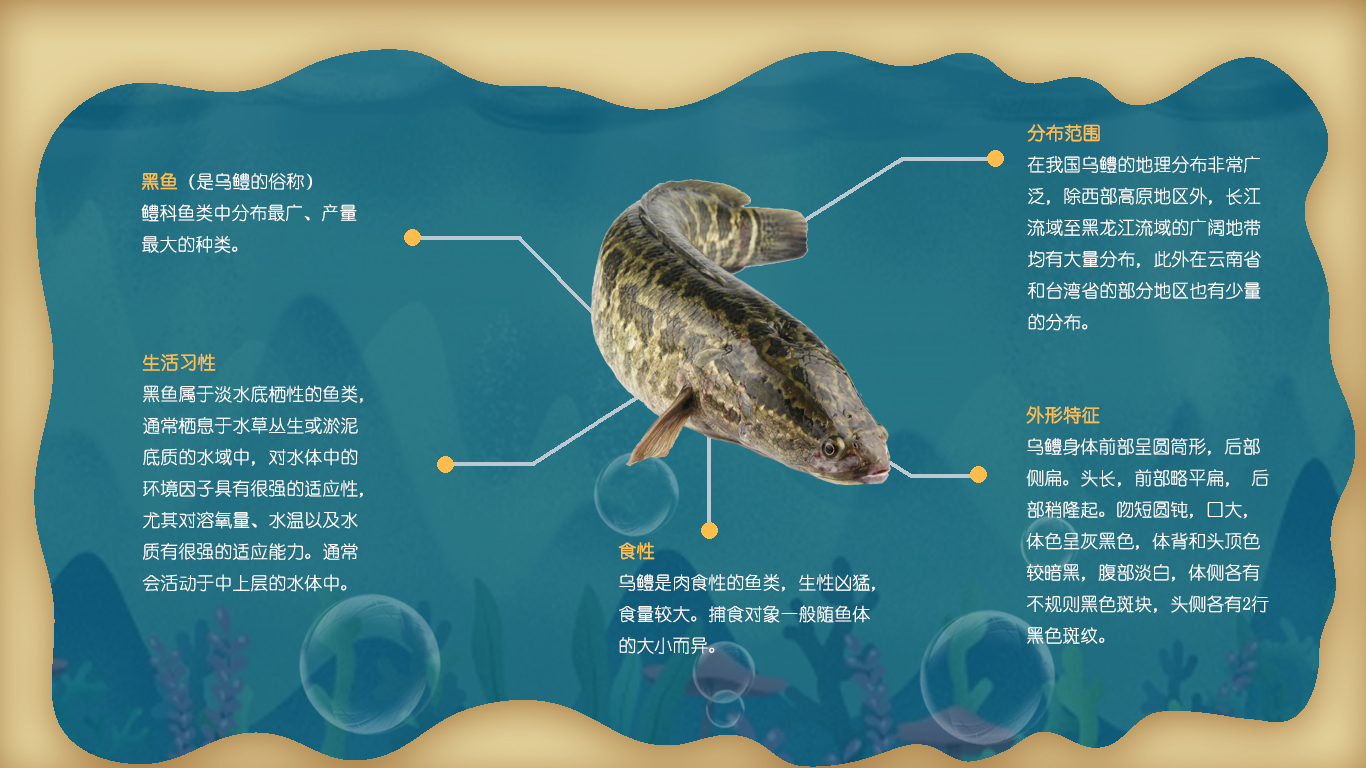 黑鱼（是乌鳢的俗称）
鳢科鱼类中分布最广、产量
最大的种类。
生活习性
黑鱼属于淡水底栖性的鱼类，
通常栖息于水草丛生或淤泥
底质的水域中，对水体中的
环境因子具有很强的适应性，
尤其对溶氧量、水温以及水
质有很强的适应能力。通常
会活动于中上层的水体中。
食性
乌鳢是肉食性的鱼类，生性凶猛，
食量较大。捕食对象一般随鱼体
的大小而异。
分布范围
在我国乌鳢的地理分布非常广
泛，除西部高原地区外，长江
流域至黑龙江流域的广阔地带
均有大量分布，此外在云南省
和台湾省的部分地区也有少量
的分布。
外形特征
乌鳢身体前部呈圆筒形，后部
侧扁。头长，前部略平扁， 后
部稍隆起。吻短圆钝，口大，
体色呈灰黑色，体背和头顶色
较暗黑，腹部淡白，体侧各有
不规则黑色斑块，头侧各有2行
黑色斑纹。